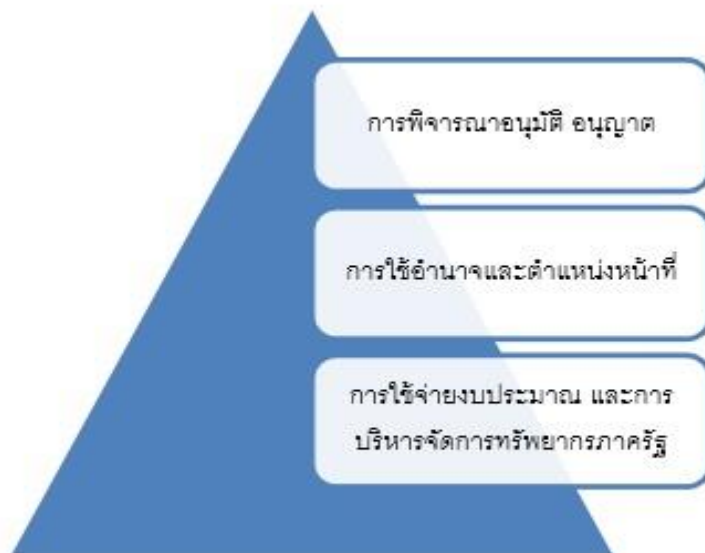 การพิจารณาอนุมัติ อนุญาต
การใช้อำนาจและตำแหน่งหน้าที่
การใช้จ่ายงบประมาณ และการ
บริหารจัดการทรัพยากรภาครัฐ